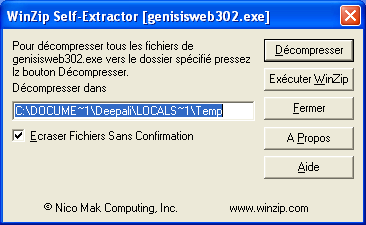 WinZip Self-Extractor [genisisweb302.exe]
Pour décompresser tous les fichiers de
genisisweb302.exe vers le dossier spécifié pressez
lz bouton Décompresser.
Décompresser dans
C:\DOCUME~1\Deepali\LOCALS~1\Temp
Ecraser Fichiers Sans Confirmation
Décompresser
Exécuter WinZip
Fermer
A Propos
Aide
© Nico Mak Computing, Inc. www.winzip.com